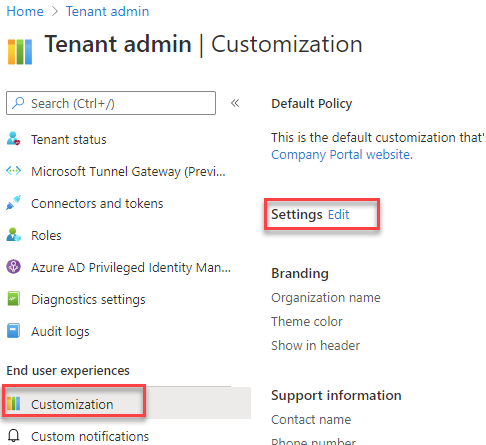 Home > Tenant admin
Tenant admin | Customization
Search (Ctrl+/)
«
Tenant status
Microsoft Tunnel Gateway (Previ...
Connectors and tokens
Roles
Azure AD Privileged Identity Man...
Diagnostics settings
Audit logs
End user experiences
Customization
Custom notifications
Default Policy
This is the default customization that'
Company Portal website.
Settings Edit
Branding
Organization name
Theme color
Show in header
Support information
Contact name
Phone number